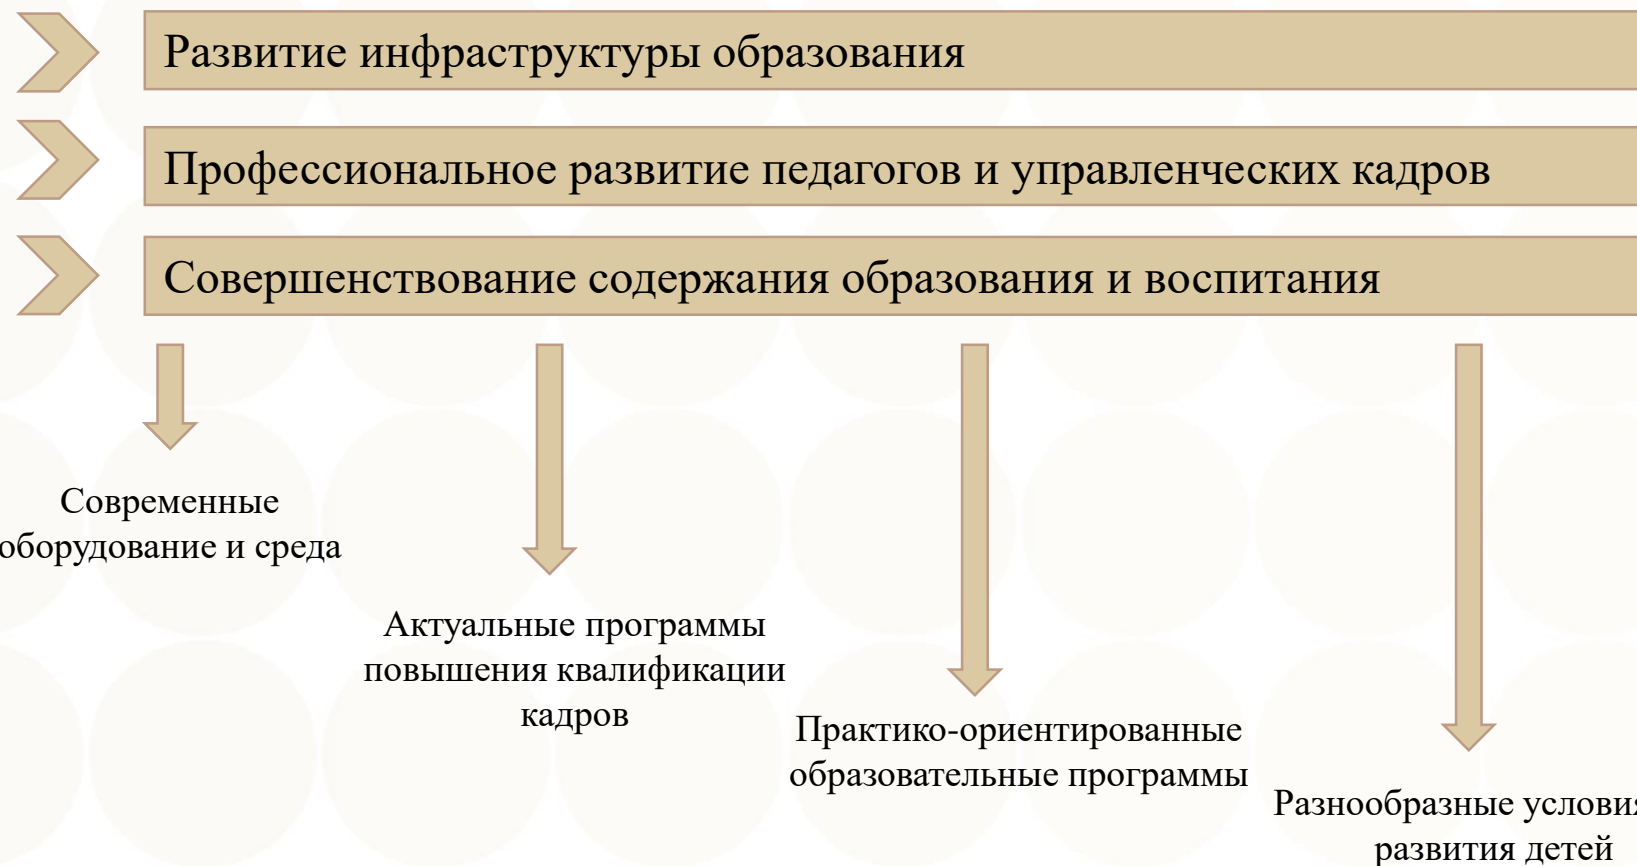 Развитие инфраструктуры образования
Профессиональное развитие педагогов и управленческих кадров
Совершенствование содержания образования и воспитания
Современные
оборудование и среда
Актуальные программы
повышения квалификации
кадров
Практико-ориентированные
образовательные программы
Разнообразные условия
развития детей